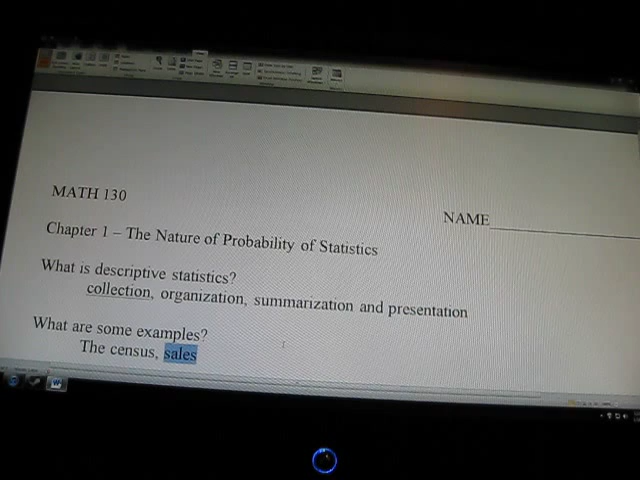 MATH 130
NAME
Chapter 1 – The Nature of Probability of Statistics
What is descriptive statistics?
collection, organization, summarization and presentation
What are some examples?
The census, sales